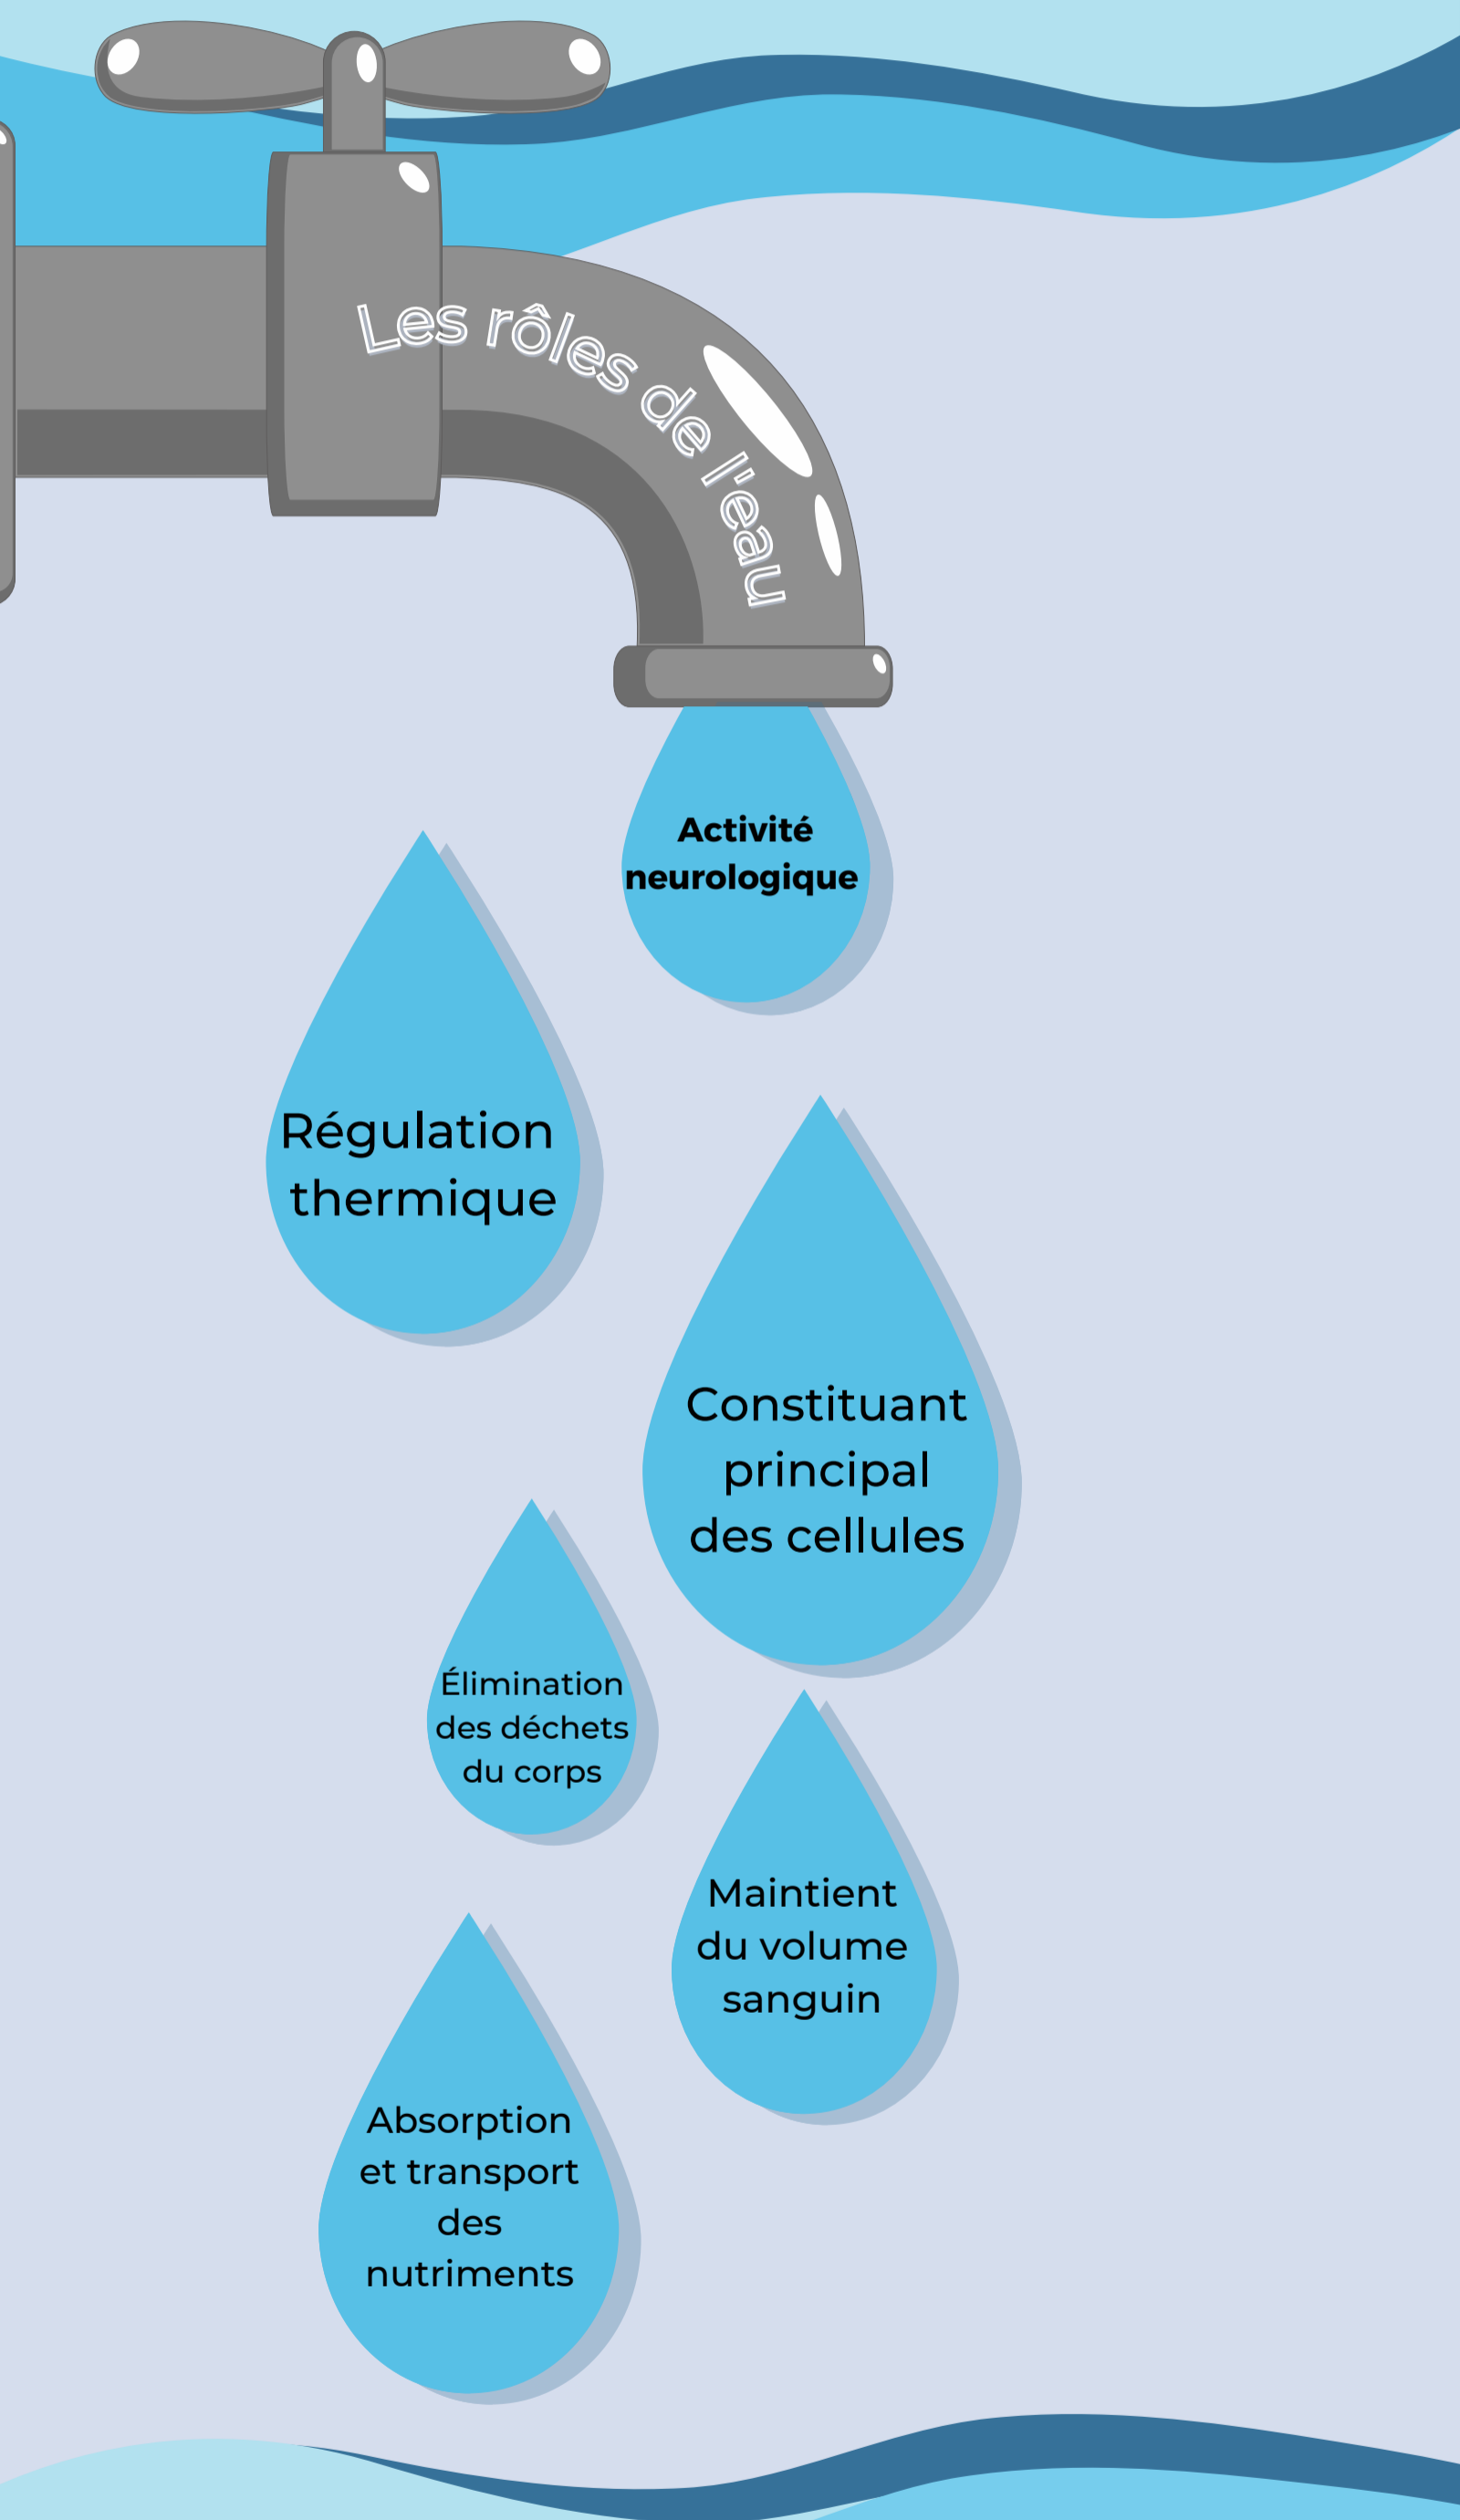 Les rôles de l'eau
Activité
neurologique
Régulation
thermique
Constituant
principal
des cellules
Élimination
des déchets
du corps
Maintient
du volume
sanguin
Absorption
et transport
des
nutriments